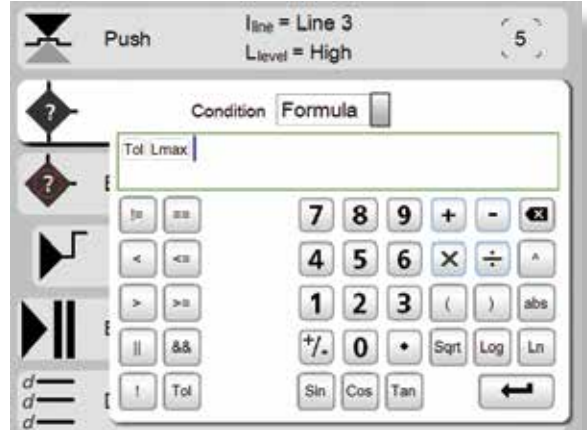 Push
Iline = Line 3
Llevel = High
5
?
Condition Formula
Tol Lmax
?
!= == 7 8 9 + -
< <= 4 5 6 × ÷ ^
> >= 1 2 3 ( ) abs
|| && +/- 0 • Sqrt Log Ln
! Tol Sin Cos Tan
d
d
d